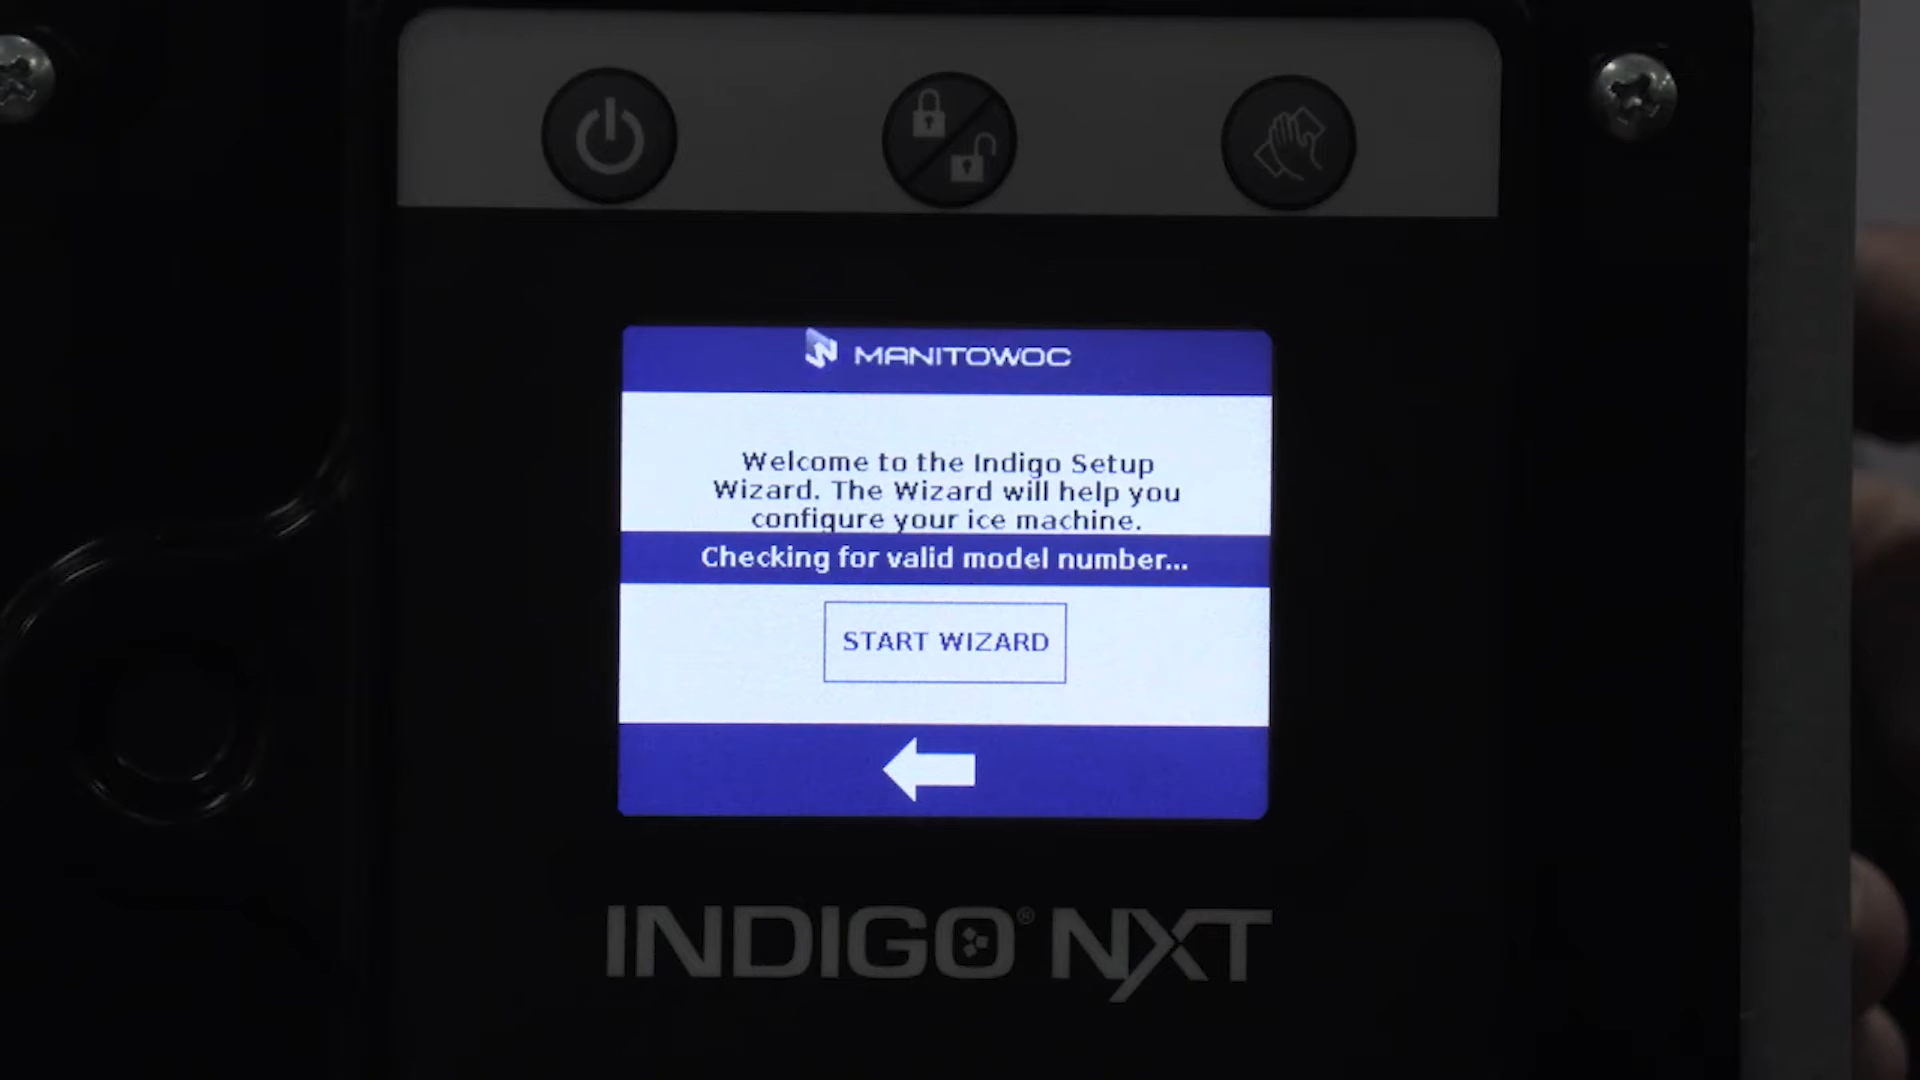 MANITOWOC
Welcome to the Indigo Setup
Wizard. The Wizard will help you
configure your ice machine.
Checking for valid model number...
START WIZARD
INDIGO® NXT